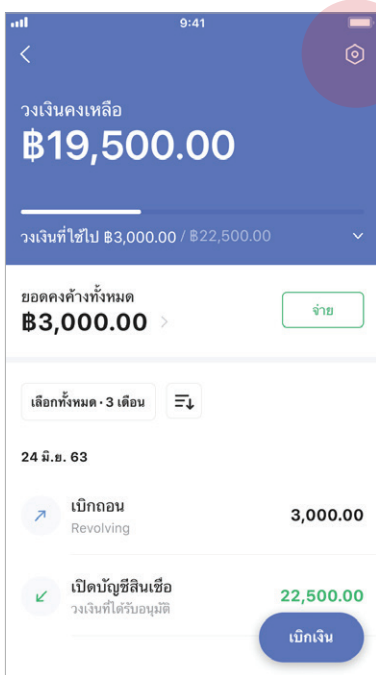 9:41
วงเงินคงเหลือ
฿19,500.00
วงเงินที่ใช้ไป ฿3,000.00 / ฿22,500.00
ยอดคงค้างทั้งหมด
฿3,000.00
จ่าย
เลือกทั้งหมด · 3 เดือน
24 มิ.ย. 63
เบิกถอน
3,000.00
Revolving
เปิดบัญชีสินเชื่อ
22,500.00
วงเงินที่ได้รับอนุมัติ
เบิกเงิน